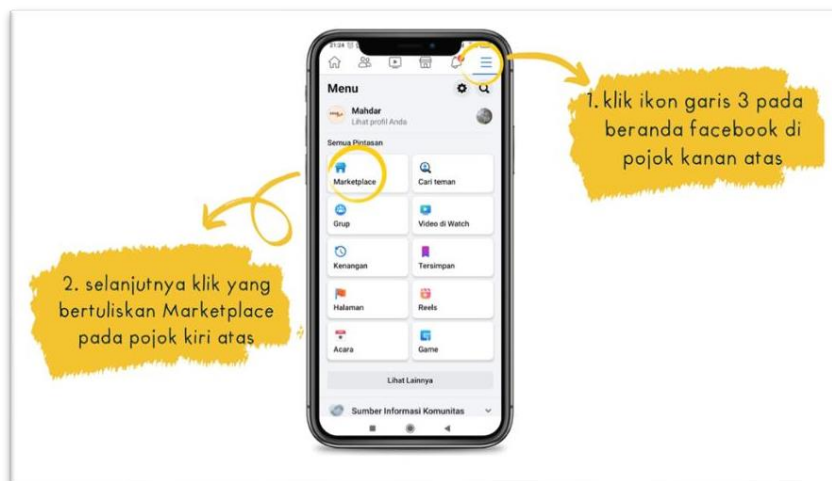 21:24
Menu
Mahdar
Lihat profil Anda
Semua Pintasan
Marketplace
Cari teman
Grup
Video di Watch
Kenangan
Tersimpan
Halaman
Reels
Acara
Game
Lihat Lainnya
Sumber Informasi Komunitas
1. klik ikon garis 3 pada
beranda facebook di
pojok kanan atas
2. selanjutnya klik yang
bertuliskan Marketplace
pada pojok kiri atas